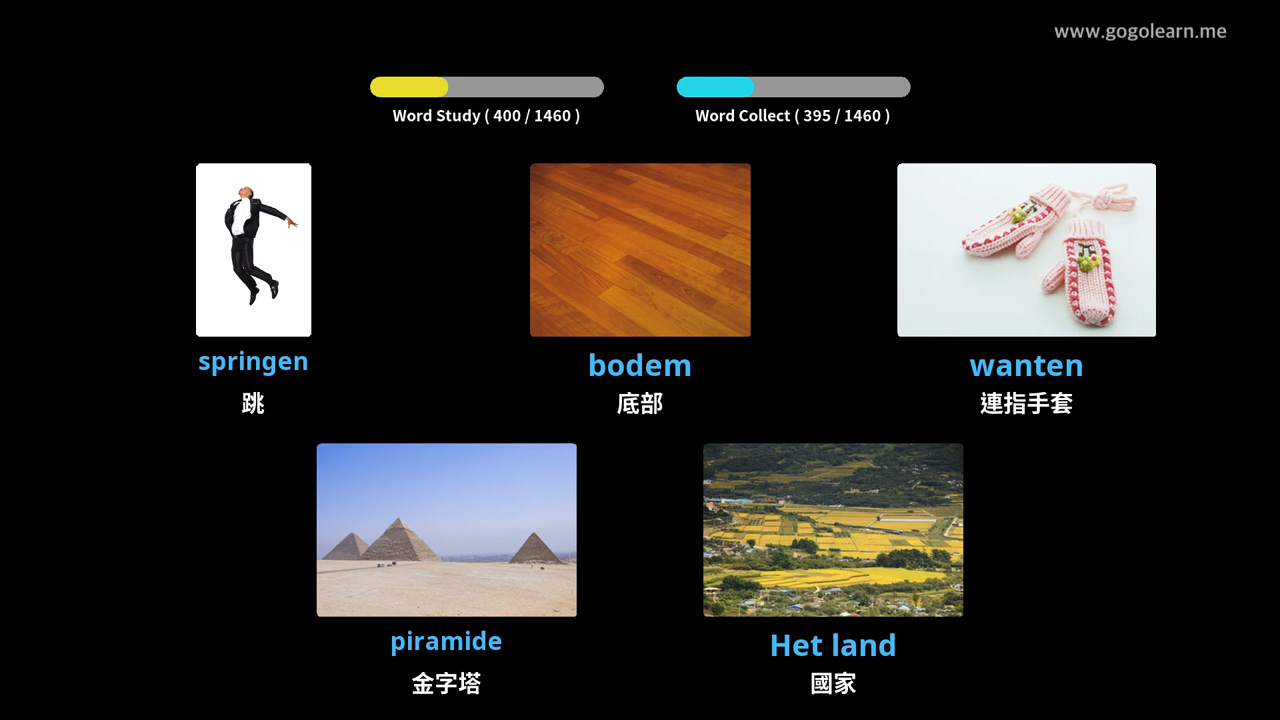 www.gogolearn.me
Word Study ( 400 / 1460 )
Word Collect ( 395 / 1460 )
springen
跳
bodem
底部
wanten
連指手套
piramide
金字塔
Het land
國家